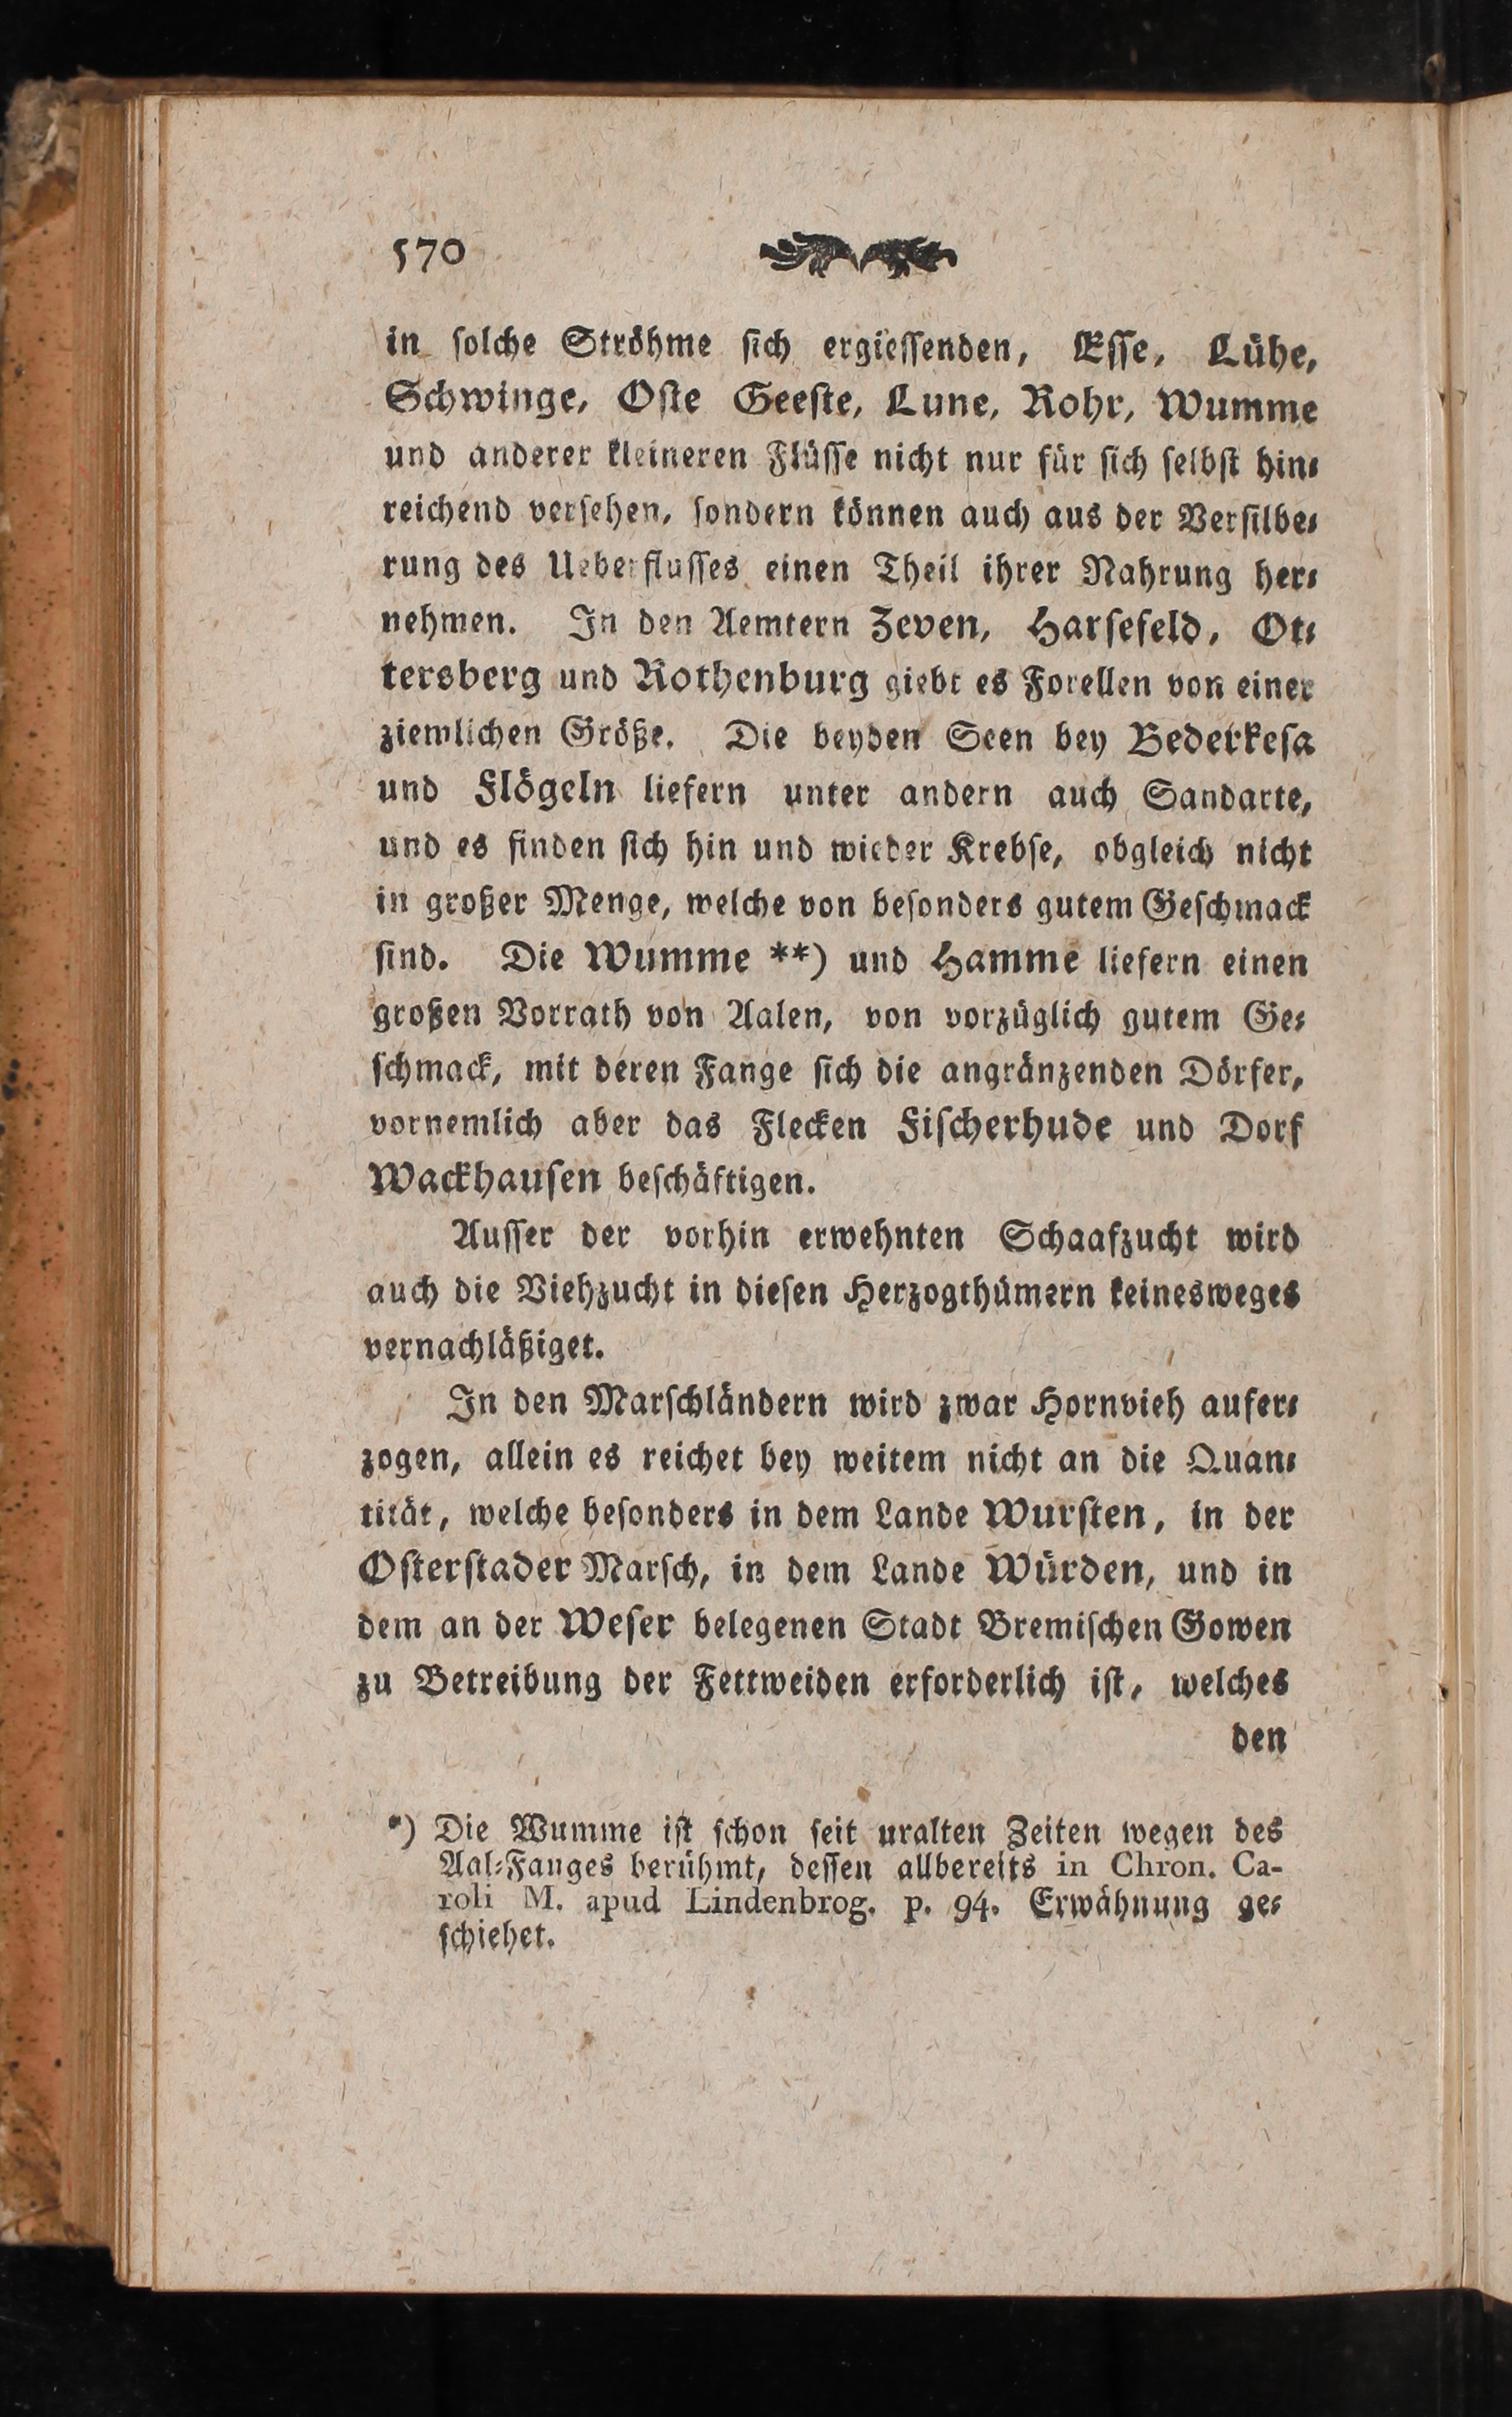 570
in ſolche Ströhme ſich ergieſſenden, Eſſe, Lühe,
Schwinge, Oſte Geeſte, Lune, Rohr, Wumme
und anderer kleineren Flüſſe nicht nur für ſich ſelbſt hin⸗
reichend verſehen, ſondern können auch aus der Verſilbe⸗
rung des Ueberfluſſes einen Theil ihrer Nahrung her⸗
nehmen. In den Aemtern Zeven, Harſefeld, Ot⸗
tersberg und Rothenburg giebt es Forellen von einer
ziemlichen Größe. Die beyden Seen bey Bederkeſa
und Flögeln liefern unter andern auch Sandarte,
und es finden ſich hin und wieder Krebſe, obgleich nicht
in großer Menge, welche von beſonders gutem Geſchmack
ſind. Die Wumme **) und Hamme liefern einen
großen Vorrath von Aalen, von vorzüglich gutem Ge⸗
ſchmack, mit deren Fange ſich die angränzenden Dörfer,
vornemlich aber das Flecken Fiſcherhude und Dorf
Wackhauſen beſchäftigen.
Auſſer der vorhin erwehnten Schaafzucht wird
auch die Viehzucht in dieſen Herzogthümern keinesweges
vernachläßiget.
In den Marſchländern wird zwar Hornvieh aufer⸗
zogen, allein es reichet bey weitem nicht an die Quan⸗
tität, welche beſonders in dem Lande Wurſten, in der
Oſterſtader Marſch, in dem Lande Würden, und in
dem an der Weſer belegenen Stadt Bremiſchen Gowen
zu Betreibung der Fettweiden erforderlich iſt, welches
den
*) Die Wumme iſt ſchon ſeit uralten Zeiten wegen des
Aal⸗Fanges berühmt, deſſen allbereits in Chron. Ca-
roli M. apud Lindenbrog. p. 94. Erwähnung ge⸗
ſchiehet.